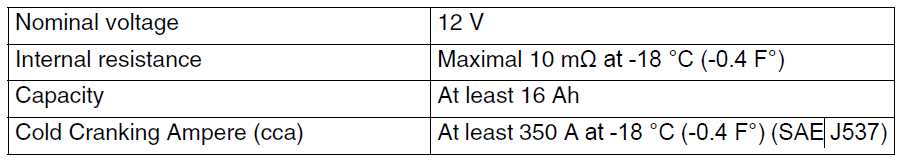 Nominal voltage 12 V
Internal resistance Maximal 10 mΩ at -18 °C (-0.4 F°)
Capacity At least 16 Ah
Cold Cranking Ampere (cca) At least 350 A at -18 °C (-0.4 F°) (SAE J537)